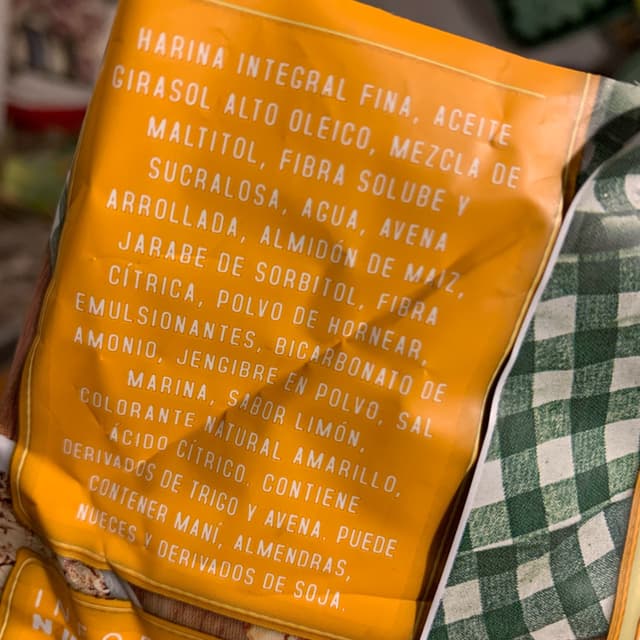 HARINA INTEGRAL FINA, ACEITE
GIRASOL ALTO OLÉICO, MEZCLA DE
MALTITOL, FIBRA SOLUBE Y
SUCRALOSA, AGUA, AVENA
ARROLLADA, ALMIDÓN DE MAÍZ,
JARABE DE SORBITOL, FIBRA
CÍTRICA, POLVO DE HORNEAR,
EMULSIONANTES, BICARBONATO DE
AMONIO, JENGIBRE EN POLVO, SAL
MARINA, SABOR LIMÓN,
COLORANTE NATURAL AMARILLO,
ÁCIDO CÍTRICO. CONTIENE
DERIVADOS DE TRIGO Y AVENA. PUEDE
CONTENER MANÍ, ALMENDRAS,
NUECES Y DERIVADOS DE SOJA.